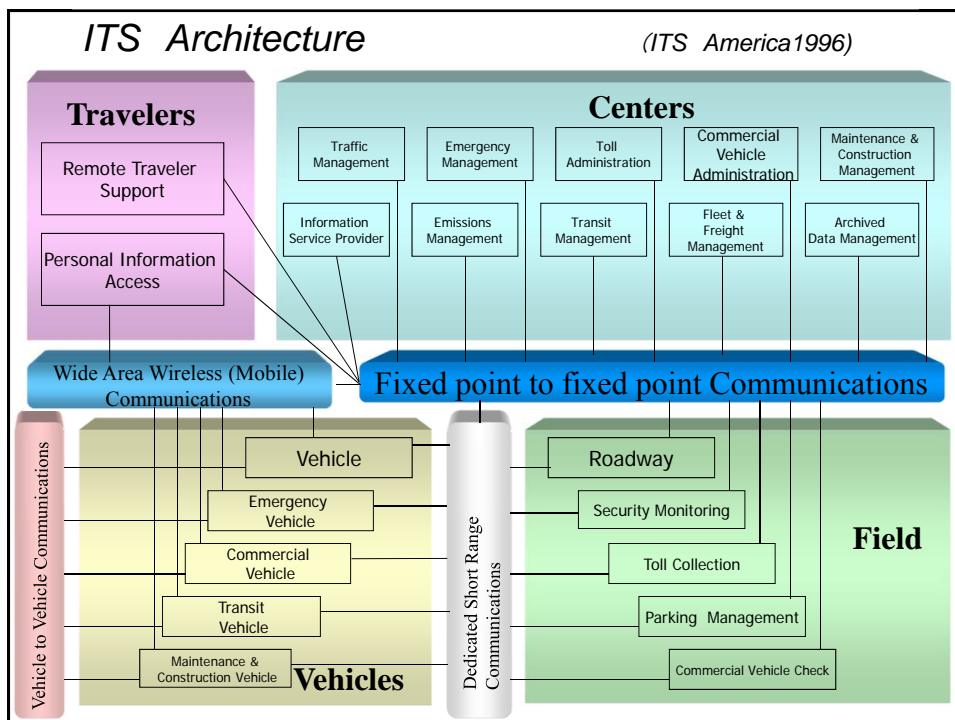 ITS Architecture
(ITS America1996)
Travelers
Remote Traveler
Support
Personal Information
Access
Centers
Traffic
Management
Emergency
Management
Toll
Administration
Commercial
Vehicle
Administration
Maintenance &
Construction
Management
Information
Service Provider
Emissions
Management
Transit
Management
Fleet &
Freight
Management
Archived
Data Management
Wide Area Wireless (Mobile)
Communications
Fixed point to fixed point Communications
Vehicle to Vehicle Communications
Vehicle
Emergency
Vehicle
Commercial
Vehicle
Transit
Vehicle
Maintenance &
Construction Vehicle
Vehicles
Dedicated Short Range
Communications
Roadway
Security Monitoring
Toll Collection
Parking Management
Commercial Vehicle Check
Field